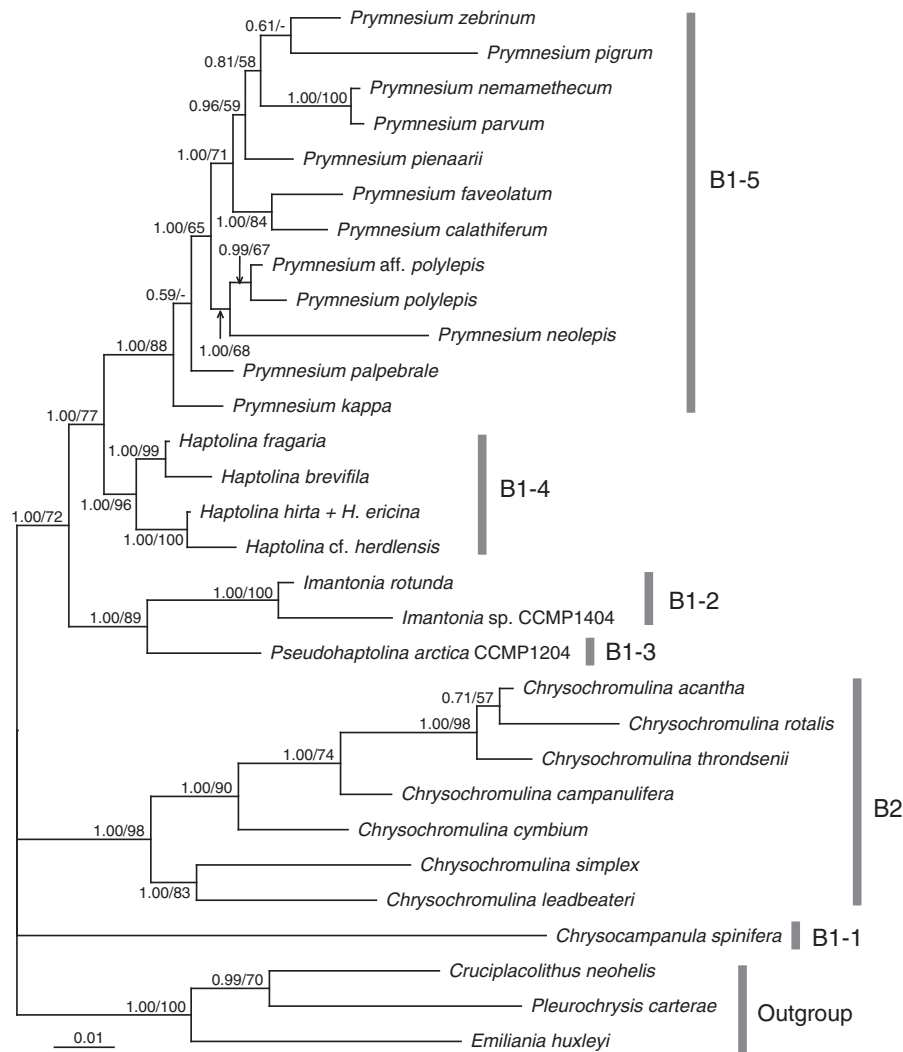 0.61/-
Prymnesium zebrinum
0.81/58
Prymnesium pigrum
0.96/59
1.00/100
Prymnesium nemamethecum
Prymnesium parvum
1.00/71
Prymnesium pienaarii
B1-5
Prymnesium faveolatum
1.00/84
Prymnesium calathiferum
1.00/65
0.99/67
Prymnesium aff. polylepis
Prymnesium polylepis
0.59/-
Prymnesium neolepis
1.00/68
1.00/88
Prymnesium palpebrale
Prymnesium kappa
1.00/77
1.00/99
Haptolina fragaria
Haptolina brevifila
B1-4
1.00/96
Haptolina hirta + H. ericina
1.00/72
1.00/100
Haptolina cf. herdlensis
1.00/100
Imantonia rotunda
B1-2
Imantonia sp. CCMP1404
1.00/89
Pseudohaptolina arctica CCMP1204
B1-3
0.71/57
Chrysochromulina acantha
1.00/98
Chrysochromulina rotalis
1.00/74
Chrysochromulina throndsenii
1.00/90
Chrysochromulina campanulifera
B2
1.00/98
Chrysochromulina cymbium
Chrysochromulina simplex
1.00/83
Chrysochromulina leadbeateri
Chrysocampanula spinifera
B1-1
0.99/70
Cruciplacolithus neohelis
1.00/100
Pleurochrysis carterae
Outgroup
0.01
Emiliania huxleyi